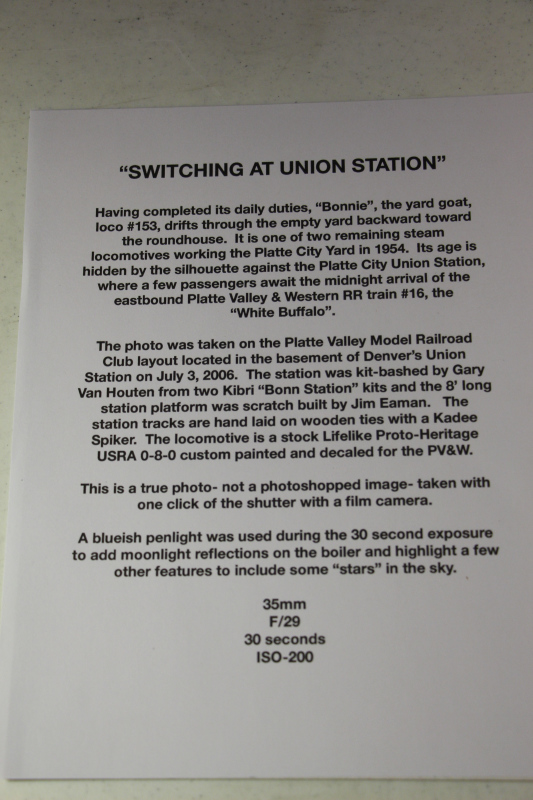 “SWITCHING AT UNION STATION”
Having completed its daily duties, “Bonnie”, the yard goat,
loco #153, drifts through the empty yard backward toward
the roundhouse.  It is one of two remaining steam
locomotives working the Platte City Yard in 1954.  Its age is
hidden by the silhouette against the Platte City Union Station,
where a few passengers await the midnight arrival of the
eastbound Platte Valley & Western RR train #16, the
“White Buffalo”.
The photo was taken on the Platte Valley Model Railroad
Club layout located in the basement of Denver’s Union
Station on July 3, 2006.  The station was kit-bashed by Gary
Van Houten from two Kibri “Bonn Station” kits and the 8’ long
station platform was scratch built by Jim Eaman.   The
station tracks are hand laid on wooden ties with a Kadee
Spiker.  The locomotive is a stock Lifelike Proto-Heritage
USRA 0-8-0 custom painted and decaled for the PV&W.
This is a true photo- not a photoshopped image- taken with
one click of the shutter with a film camera.
A blueish penlight was used during the 30 second exposure
to add moonlight reflections on the boiler and highlight a few
other features to include some “stars” in the sky.
35mm
F/29
30 seconds
ISO-200